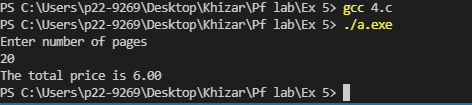 PS C:\Users\p22-9269\Desktop\Khizar\Pf lab\Ex 5> gcc 4.c
PS C:\Users\p22-9269\Desktop\Khizar\Pf lab\Ex 5> ./a.exe
Enter number of pages
20
The total price is 6.00
PS C:\Users\p22-9269\Desktop\Khizar\Pf lab\Ex 5>